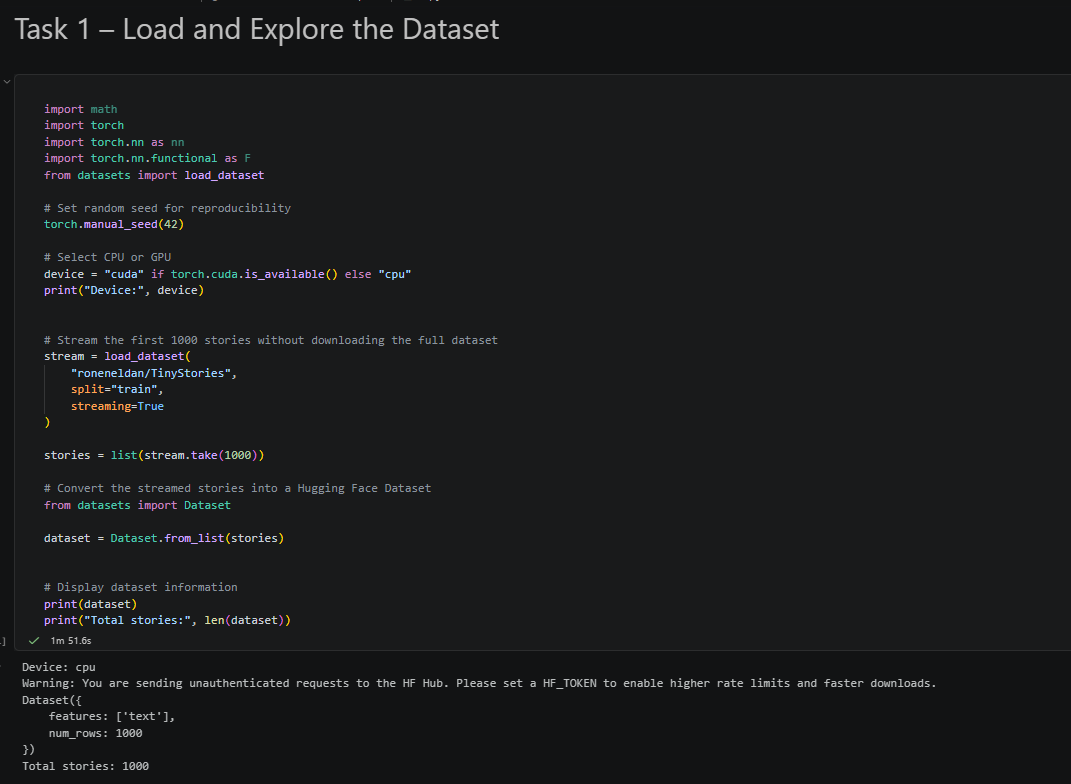 Task 1 – Load and Explore the Dataset
import math
import torch
import torch.nn as nn
import torch.nn.functional as F
from datasets import load_dataset
# Set random seed for reproducibility
torch.manual_seed(42)
# Select CPU or GPU
device = "cuda" if torch.cuda.is_available() else "cpu"
print("Device:", device)
# Stream the first 1000 stories without downloading the full dataset
stream = load_dataset(
    "roneneldan/TinyStories",
    split="train",
    streaming=True
)
stories = list(stream.take(1000))
# Convert the streamed stories into a Hugging Face Dataset
from datasets import Dataset
dataset = Dataset.from_list(stories)
# Display dataset information
print(dataset)
print("Total stories:", len(dataset))
1m 51.6s
Device: cpu
Warning: You are sending unauthenticated requests to the HF Hub. Please set a HF_TOKEN to enable higher rate limits and faster downloads.
Dataset({
    features: ['text'],
    num_rows: 1000
})
Total stories: 1000